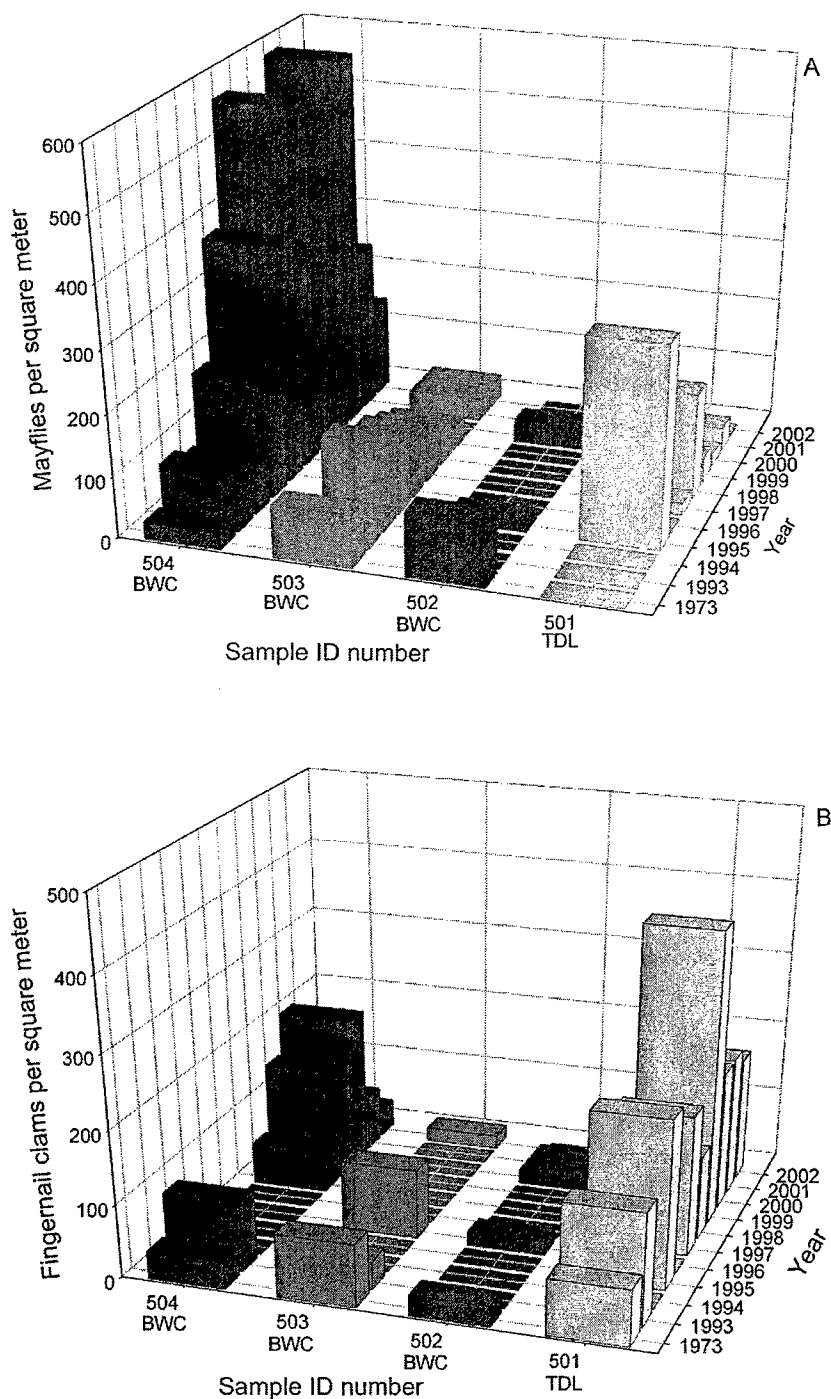 A
600
500
400
300
200
100
0
Mayflies per square meter
504
BWC
503
BWC
502
BWC
501
TDL
Sample ID number
2002
2001
2000
1999
1998
1997
1996
1995
1994
1993
1973
Year
B
500
400
300
200
100
0
Fingernail clams per square meter
504
BWC
503
BWC
502
BWC
501
TDL
Sample ID number
2002
2001
2000
1999
1998
1997
1996
1995
1994
1993
1973
Year